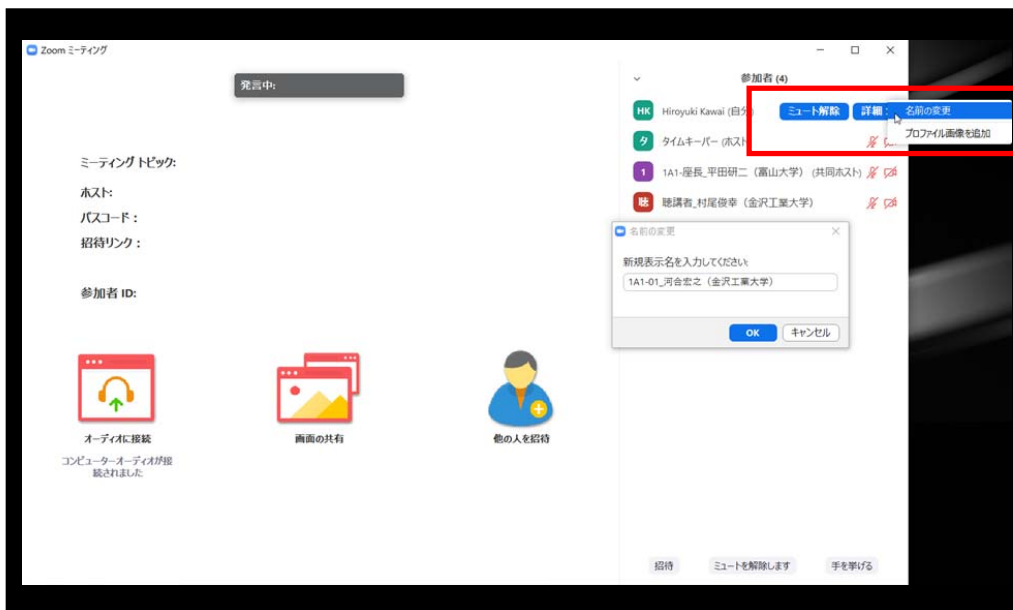 Zoom ミーティング
発言中:
ミーティング トピック:
ホスト:
パスコード：
招待リンク：
参加者 ID:
オーディオに接続
コンピューターオーディオが接
続されました
画面の共有
他の人を招待
参加者 (4)
HK Hiroyuki Kawai (自分) ミュート解除 詳細
タ タイムキーパー (ホスト
1 1A1-座長_平田研二（富山大学） (共同ホスト)
聴 聴講者_村尾俊幸（金沢工業大学）
名前の変更
プロファイル画像を追加
名前の変更
新規表示名を入力してください:
1A1-01_河合宏之（金沢工業大学）
OK キャンセル
招待 ミュートを解除します 手を挙げる